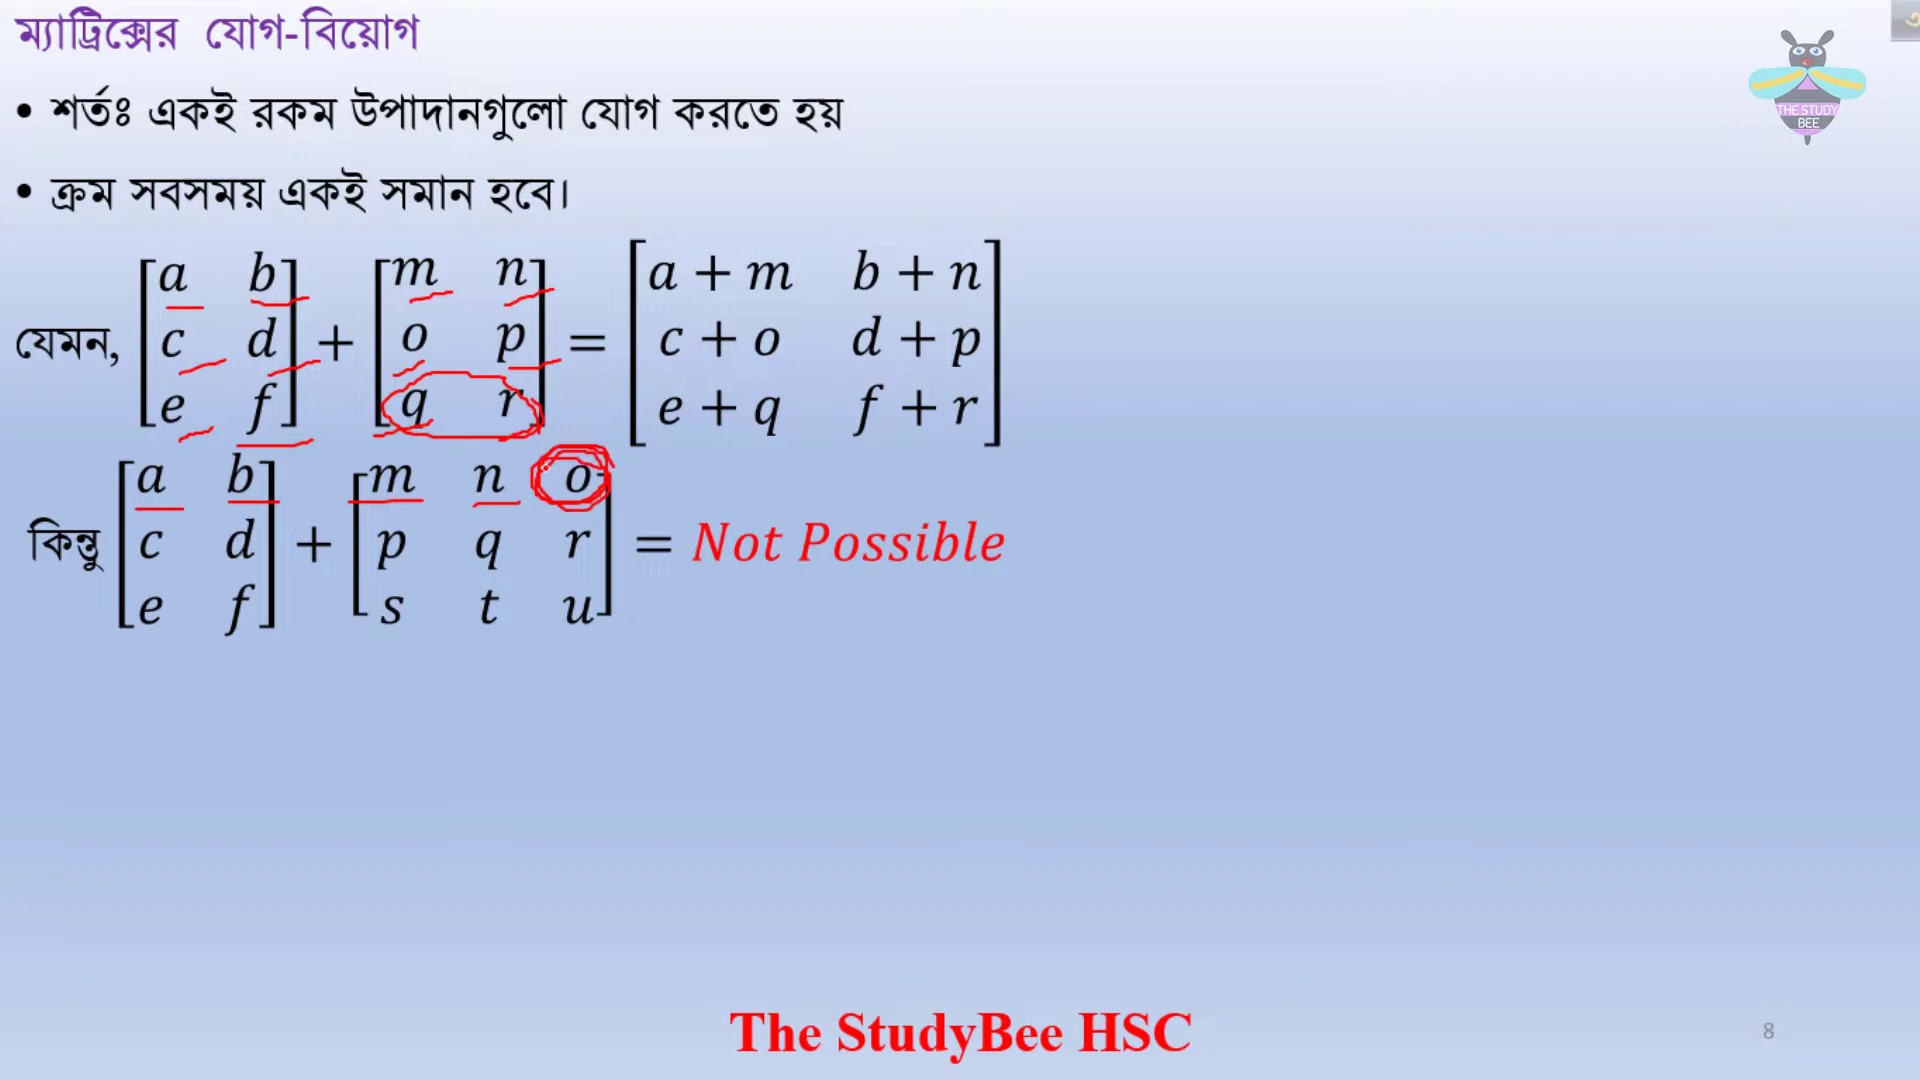 ম্যাট্রিক্সের যোগ-বিয়োগ
THE STUDY
BEE
• শর্তঃ একই রকম উপাদানগুলো যোগ করতে হয়
• ক্রম সবসময় একই সমান হবে।
যেমন, [a b; c d; e f] + [m n; o p; q r] = [a + m b + n; c + o d + p; e + q f + r]
কিন্তু [a b; c d; e f] + [m n o; p q r; s t u] = Not Possible
The StudyBee HSC
8